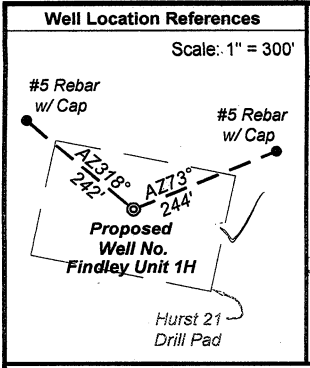 Well Location References
Scale: 1" = 300'
#5 Rebar
w/ Cap
#5 Rebar
w/ Cap
AZ318°
242'
AZ73°
244'
Proposed
Well No.
Findley Unit 1H
Hurst 21
Drill Pad